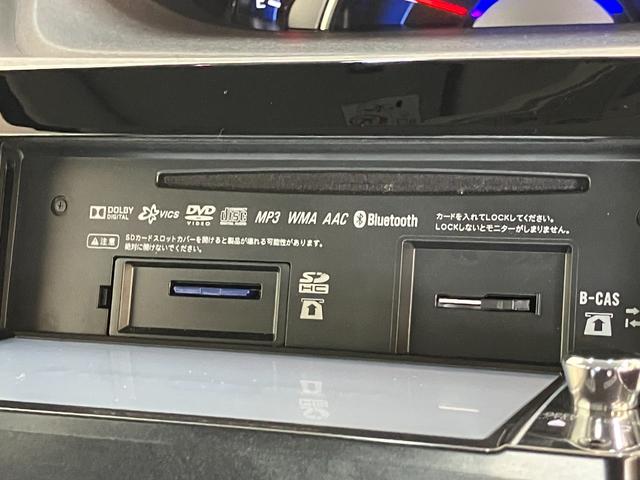 E
DOLBY DIGITAL VICS DVD VIDEO COMPACT disc DIGITAL AUDIO MP3 WMA AAC Bluetooth
カードを入れてLOCKしてください。
LOCKしないとモニターがしまりません。
注意 SDカードスロットカバーを開けると製品が壊れる可能性があります。
絶対に開けないでください。
SD HC
B-CAS